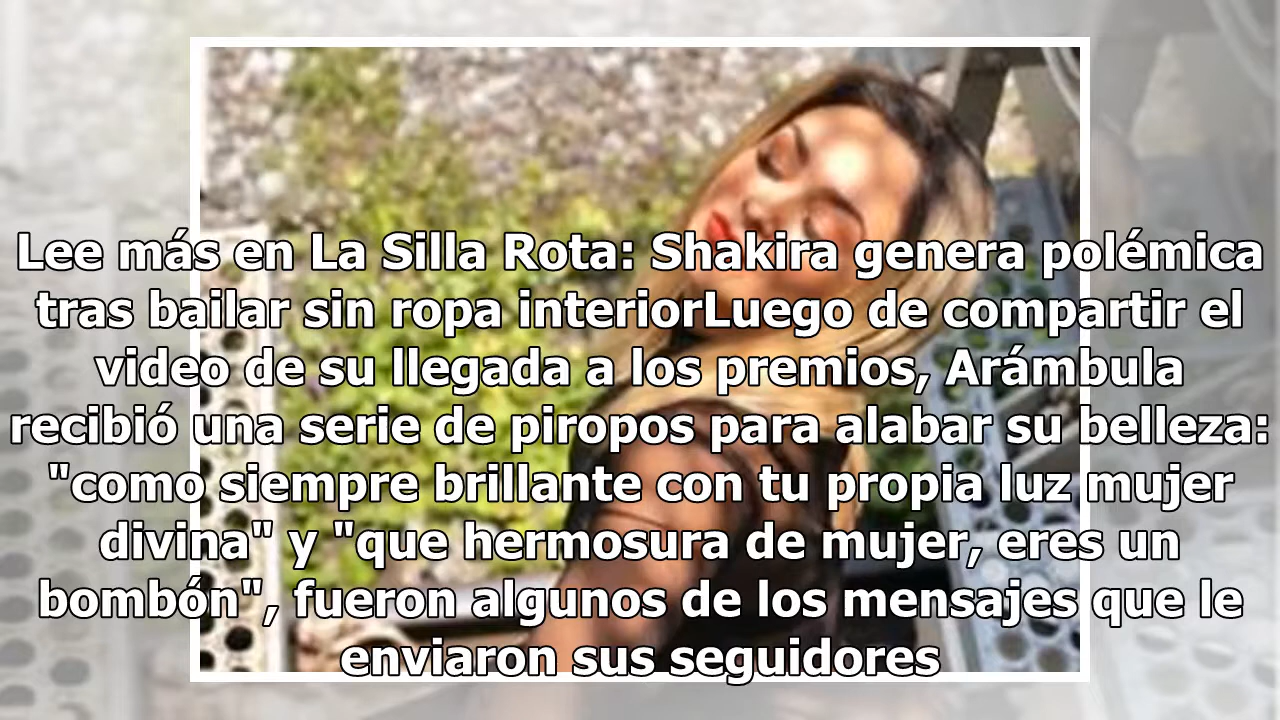 Lee más en La Silla Rota: Shakira genera polémica
tras bailar sin ropa interiorLuego de compartir el
video de su llegada a los premios, Arámbula
recibió una serie de piropos para alabar su belleza:
"como siempre brillante con tu propia luz mujer
divina" y "que hermosura de mujer, eres un
bombón", fueron algunos de los mensajes que le
enviaron sus seguidores